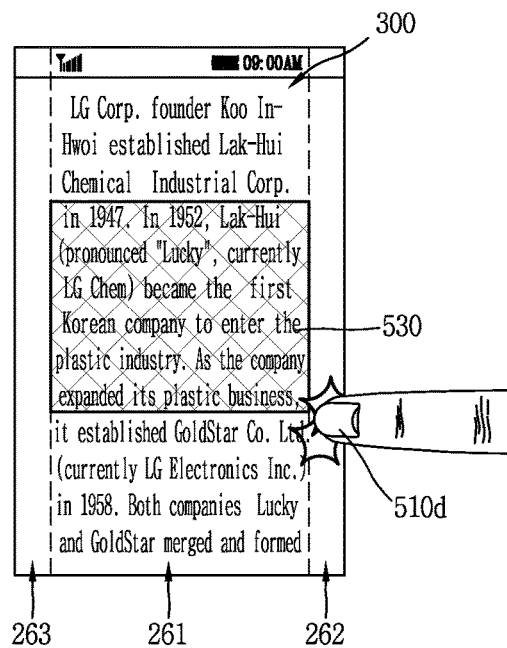 300
09:00AM
LG Corp. founder Koo In-
Hwoi established Lak-Hui
Chemical Industrial Corp.
in 1947. In 1952, Lak-Hui
(pronounced "Lucky", currently
LG Chem) became the first
Korean company to enter the
530
plastic industry. As the company
expanded its plastic business,
it established GoldStar Co. Ltd.
(currently LG Electronics Inc.)
in 1958. Both companies Lucky
510d
and GoldStar merged and formed
263 261 262